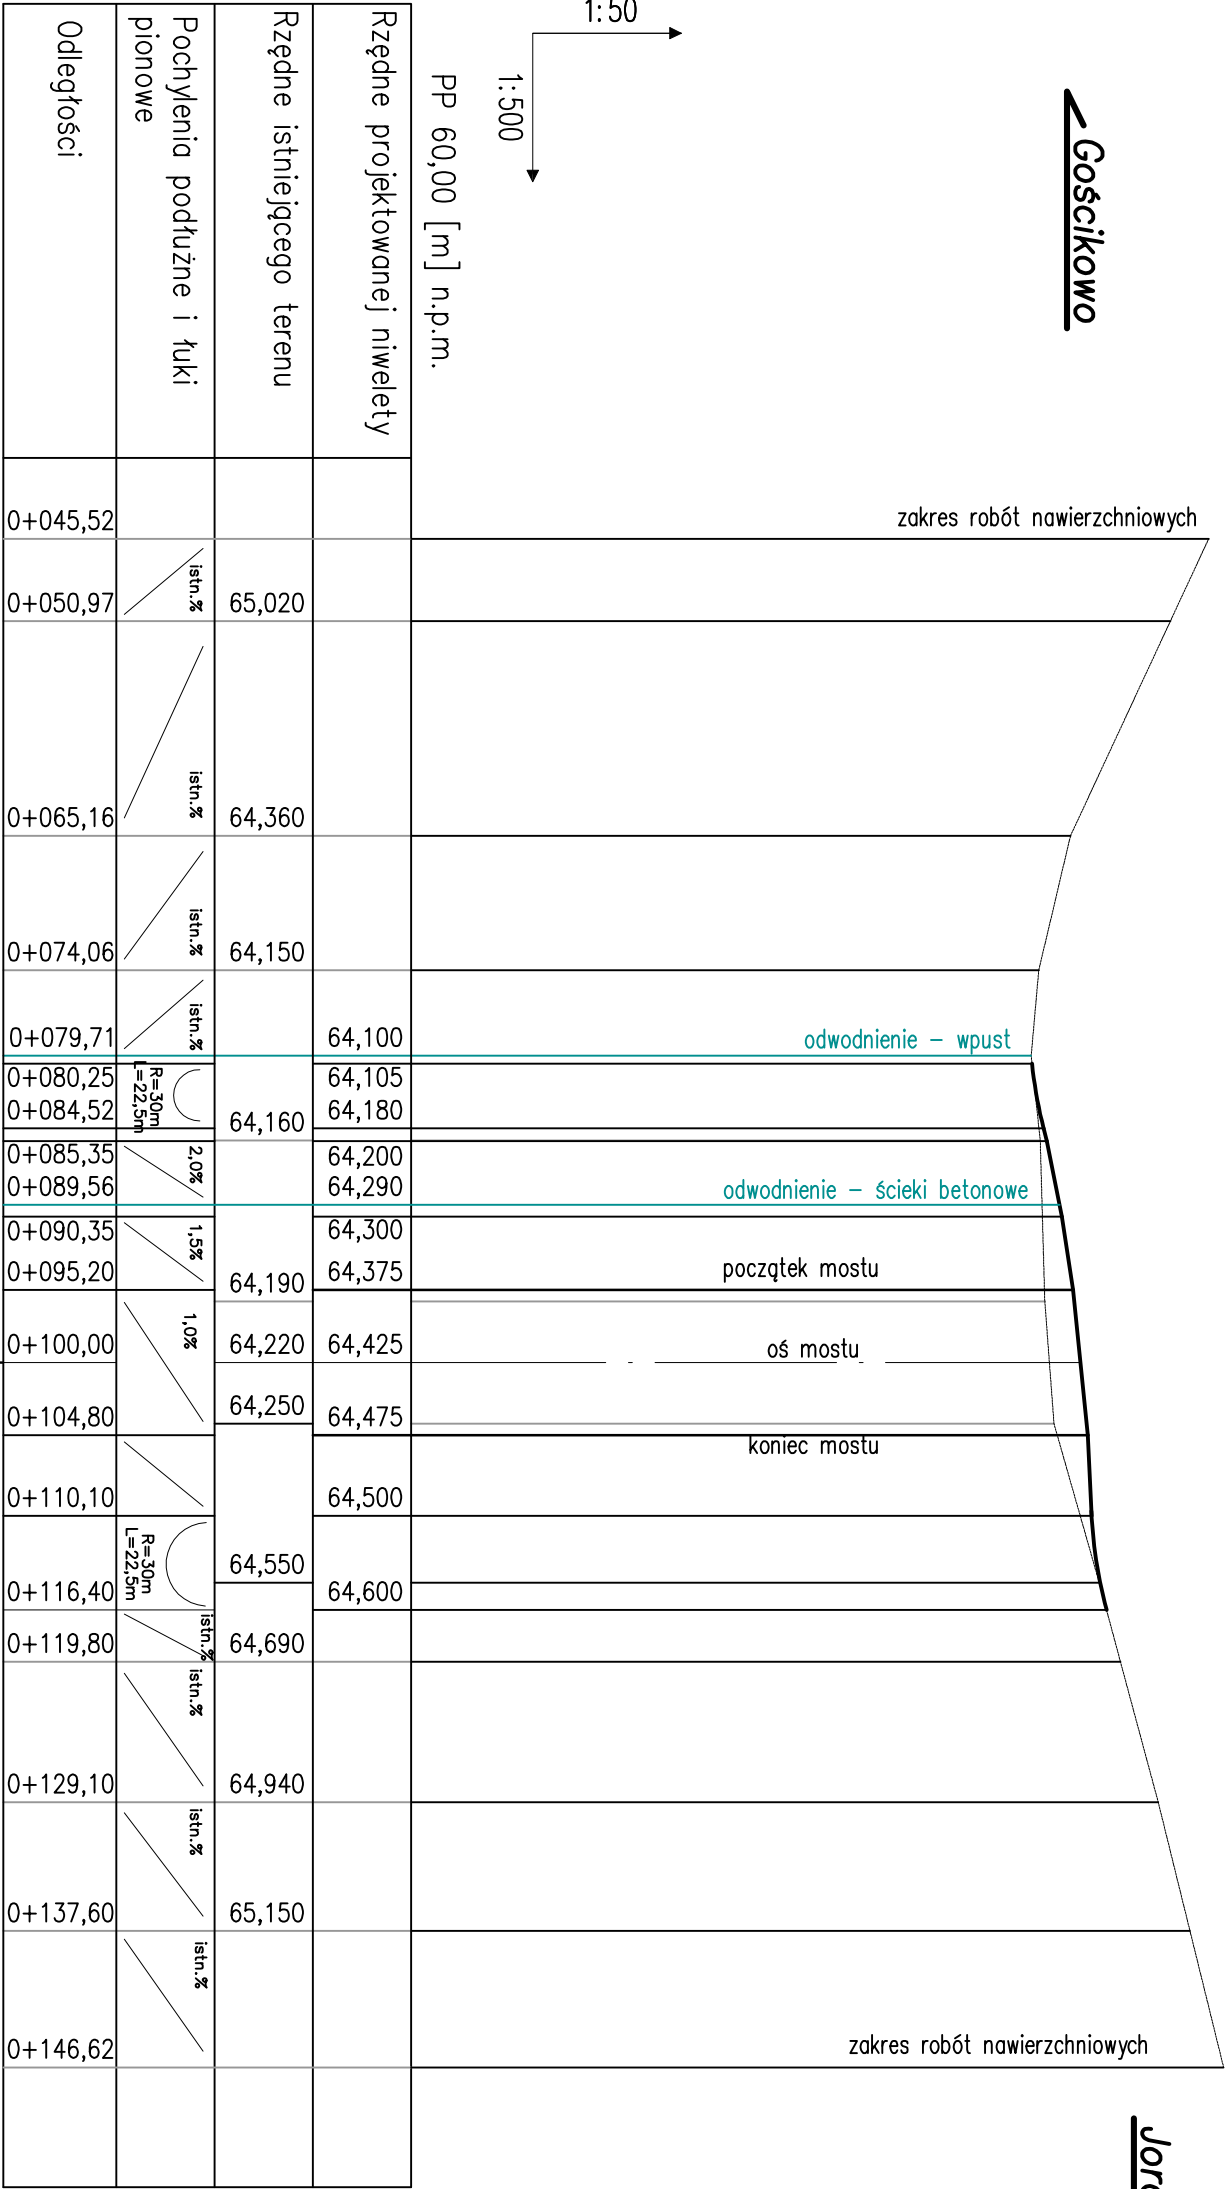 1:50
1:500
Gościkowo
PP 60,00 [m] n.p.m.
Rzędne projektowanej niwelety
Rzędne istniejącego terenu
Pochylenia podłużne i łuki
pionowe
Odległości
zakres robót nawierzchniowych
0+045,52
istn.%
0+050,97 65,020
istn.%
0+065,16 64,360
istn.%
0+074,06 64,150
istn.%
0+079,71 64,100 odwodnienie – wpust
0+080,25 64,105
R=30m
L=22,5m
0+084,52 64,160 64,180
0+085,35 2,0% 64,200
0+089,56 64,290 odwodnienie – ścieki betonowe
0+090,35 1,5% 64,300
0+095,20 64,190 64,375 początek mostu
1,0%
0+100,00 64,220 64,425 oś mostu
0+104,80 64,250 64,475
koniec mostu
0+110,10 64,500
R=30m
L=22,5m
64,550
0+116,40 64,600
istn.%
0+119,80 64,690
istn.%
0+129,10 64,940
istn.%
0+137,60 65,150
istn.%
0+146,62 zakres robót nawierzchniowych